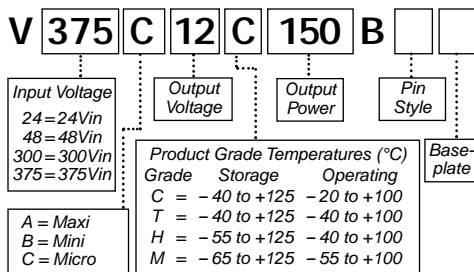 V 375 C 12 C 150 B
Input Voltage
24 = 24Vin
48 = 48Vin
300 = 300Vin
375 = 375Vin
Output
Voltage
Output
Power
Pin
Style
Base-
plate
A = Maxi
B = Mini
C = Micro
Product Grade Temperatures (°C)
Grade Storage Operating
C = – 40 to +125 – 20 to +100
T = – 40 to +125 – 40 to +100
H = – 55 to +125 – 40 to +100
M = – 65 to +125 – 55 to +100